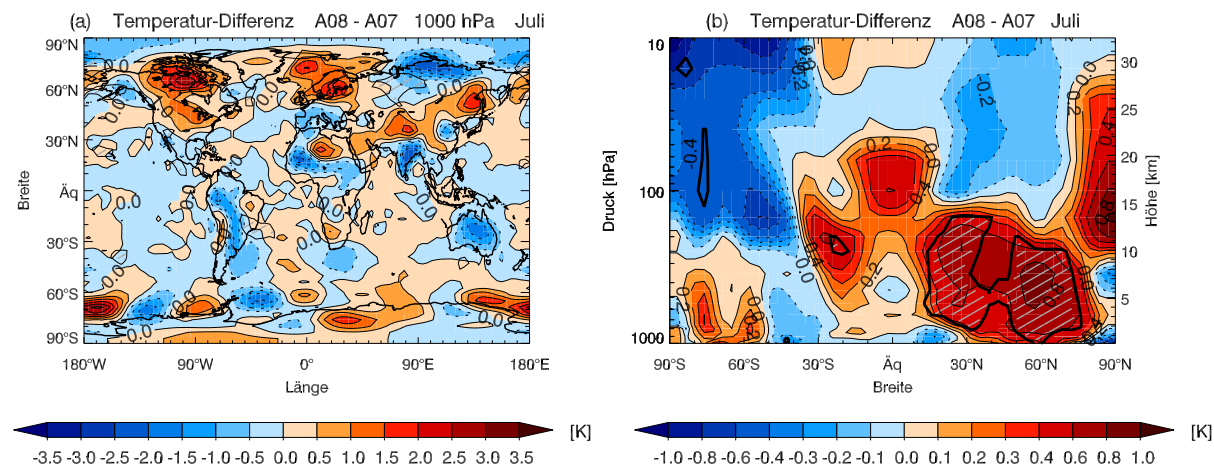 (a) Temperatur-Differenz A08 - A07 1000 hPa Juli
90°N
60°N
30°N
Äq
30°S
60°S
90°S
Breite
180°W 90°W 0° 90°E 180°E
Länge
-3.5 -3.0 -2.5 -2.0 -1.5 -1.0 -0.5 0.0 0.5 1.0 1.5 2.0 2.5 3.0 3.5
[K]
(b) Temperatur-Differenz A08 - A07 Juli
10
100
1000
Druck [hPa]
30
25
20
15
10
5
Höhe [km]
90°S 60°S 30°S Äq 30°N 60°N 90°N
Breite
-1.0 -0.8 -0.6 -0.4 -0.3 -0.2 -0.1 0.0 0.1 0.2 0.3 0.4 0.6 0.8 1.0
[K]